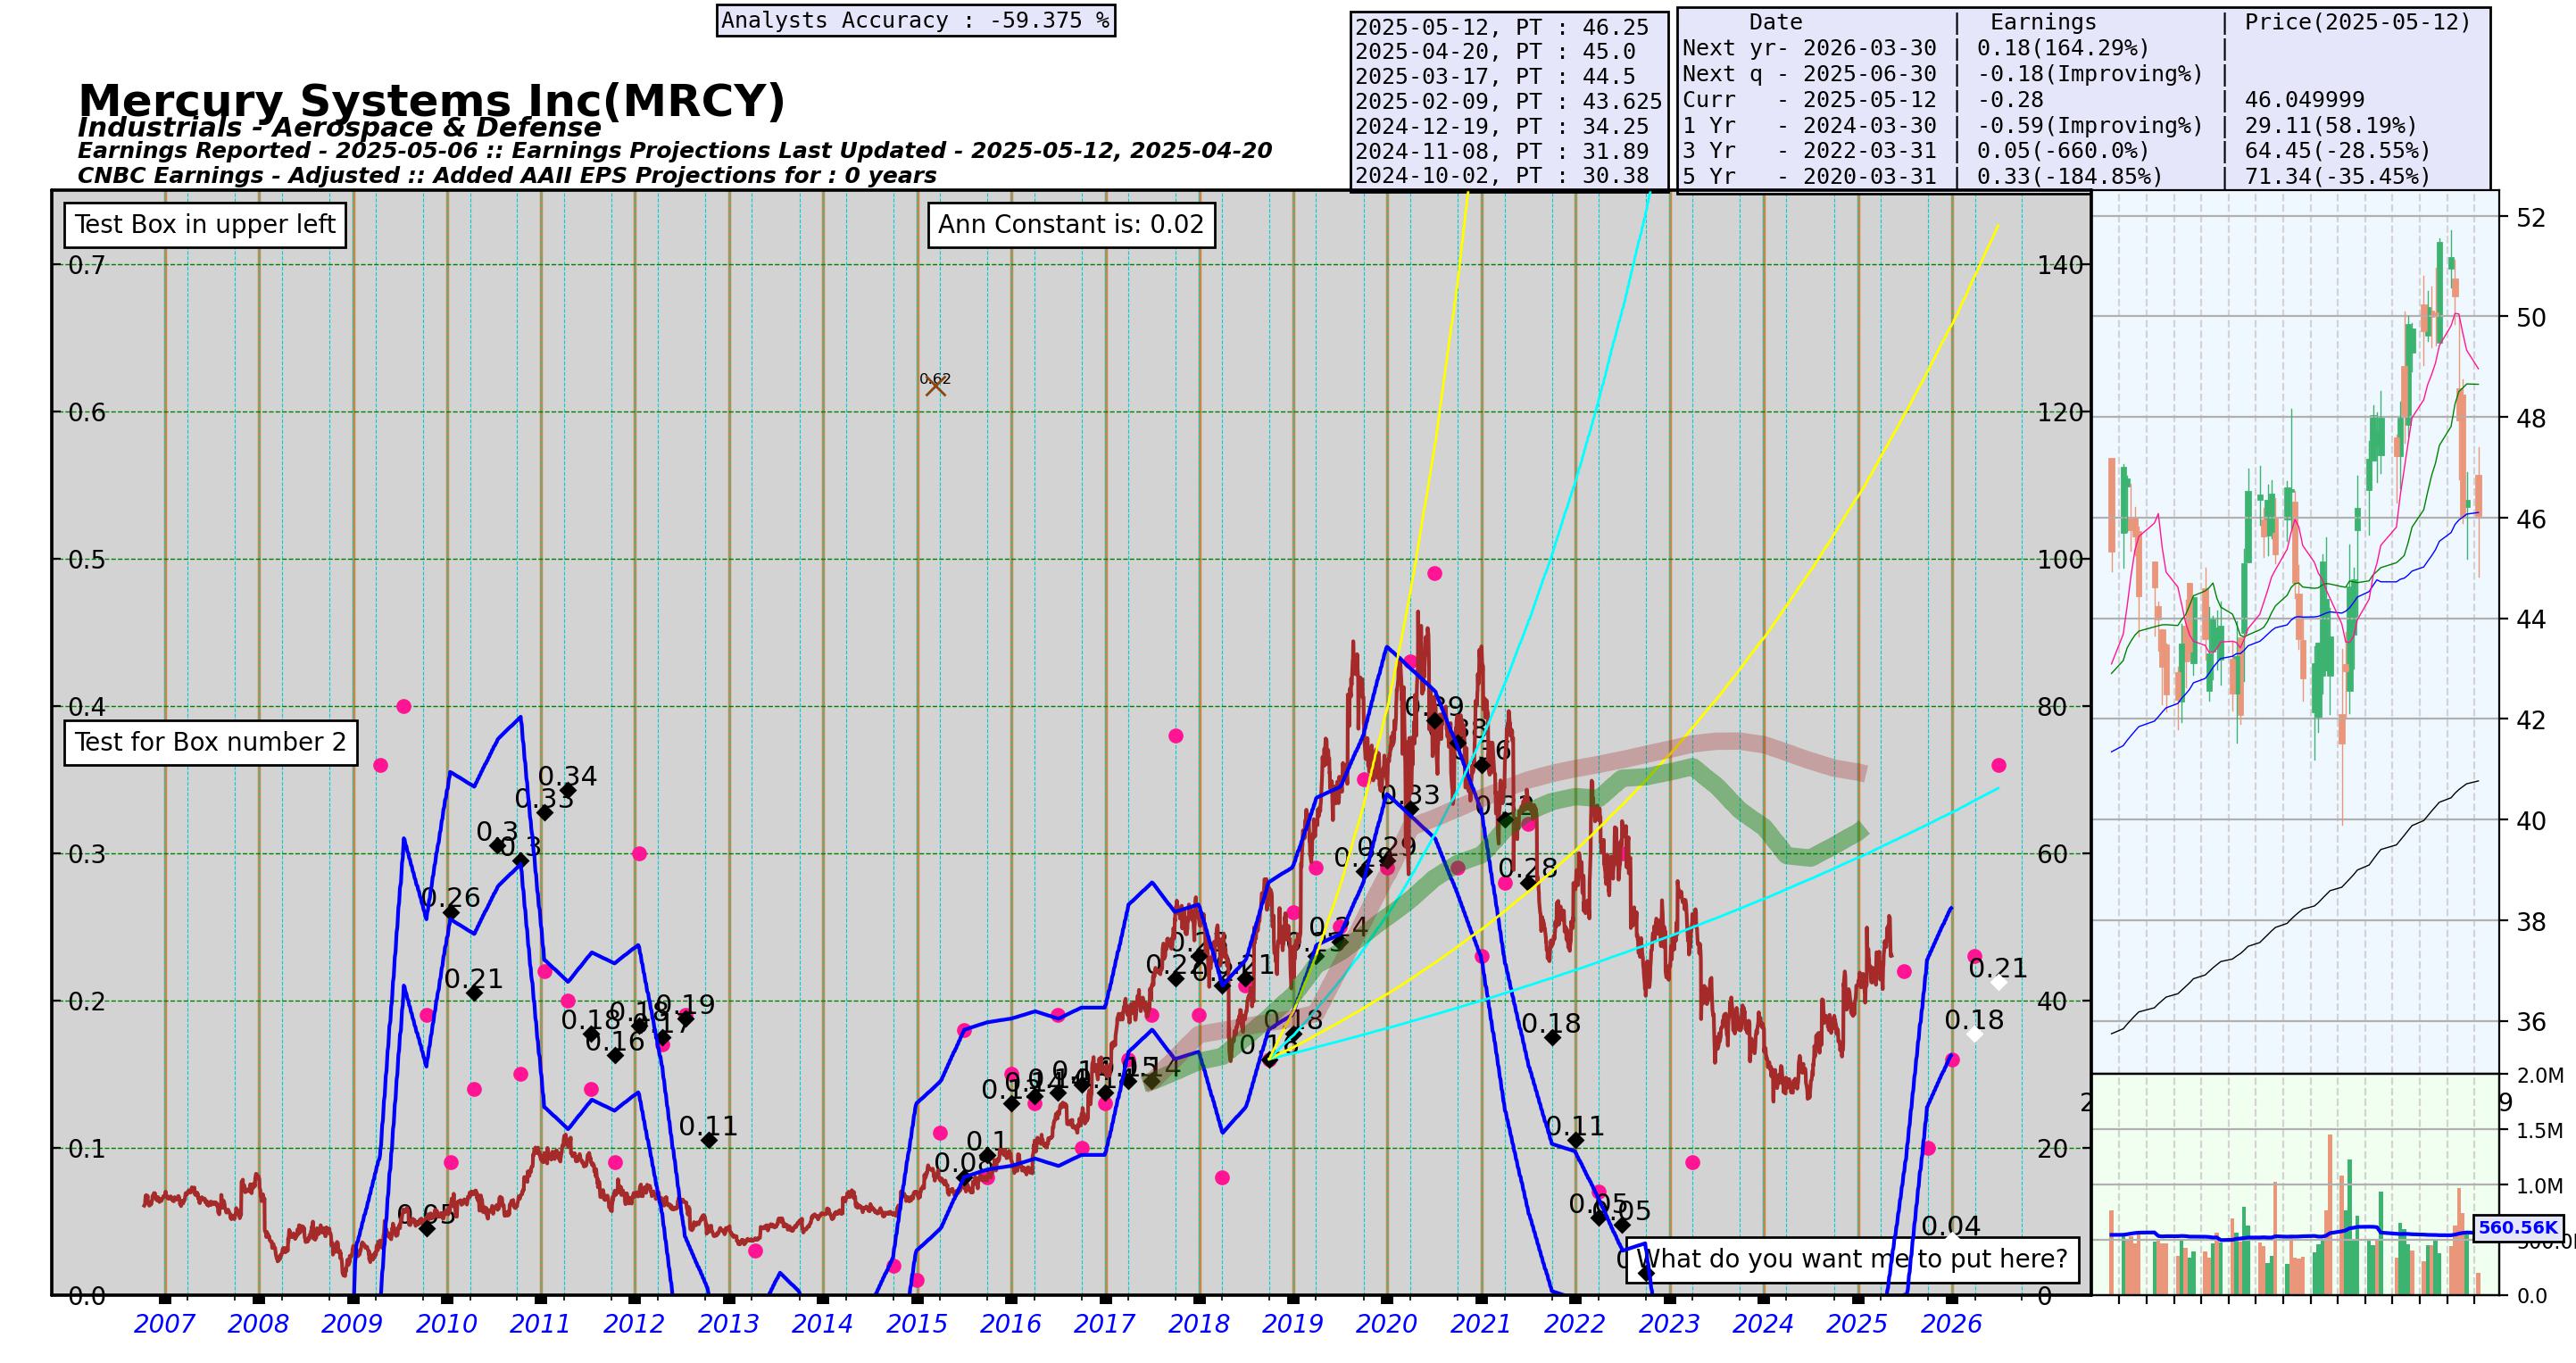 Analysts Accuracy : -59.375 %
Mercury Systems Inc(MRCY)
Industrials - Aerospace & Defense
Earnings Reported - 2025-05-06 :: Earnings Projections Last Updated - 2025-05-12, 2025-04-20
CNBC Earnings - Adjusted :: Added AAII EPS Projections for : 0 years
2025-05-12, PT : 46.25
2025-04-20, PT : 45.0
2025-03-17, PT : 44.5
2025-02-09, PT : 43.625
2024-12-19, PT : 34.25
2024-11-08, PT : 31.89
2024-10-02, PT : 30.38
Date | Earnings | Price(2025-05-12)
Next yr- 2026-03-30 | 0.18(164.29%) |
Next q - 2025-06-30 | -0.18(Improving%) |
Curr - 2025-05-12 | -0.28 | 46.049999
1 Yr - 2024-03-30 | -0.59(Improving%) | 29.11(58.19%)
3 Yr - 2022-03-31 | 0.05(-660.0%) | 64.45(-28.55%)
5 Yr - 2020-03-31 | 0.33(-184.85%) | 71.34(-35.45%)
Test Box in upper left
Ann Constant is: 0.02
Test for Box number 2
What do you want me to put here?
0.7
0.6
0.5
0.4
0.3
0.2
0.1
0.0
140
120
100
80
60
40
20
0
0.62
0.05
0.26
0.21
0.3
0.3
0.33
0.34
0.18
0.16
0.18
0.19
0.11
0.08
0.1
0.18
0.24
0.29
0.33
0.39
0.32
0.28
0.18
0.11
0.05
0.05
0.04
0.18
0.21
52
50
48
46
44
42
40
38
36
2.0M
1.5M
1.0M
560.56K
0.0
2007 2008 2009 2010 2011 2012 2013 2014 2015 2016 2017 2018 2019 2020 2021 2022 2023 2024 2025 2026